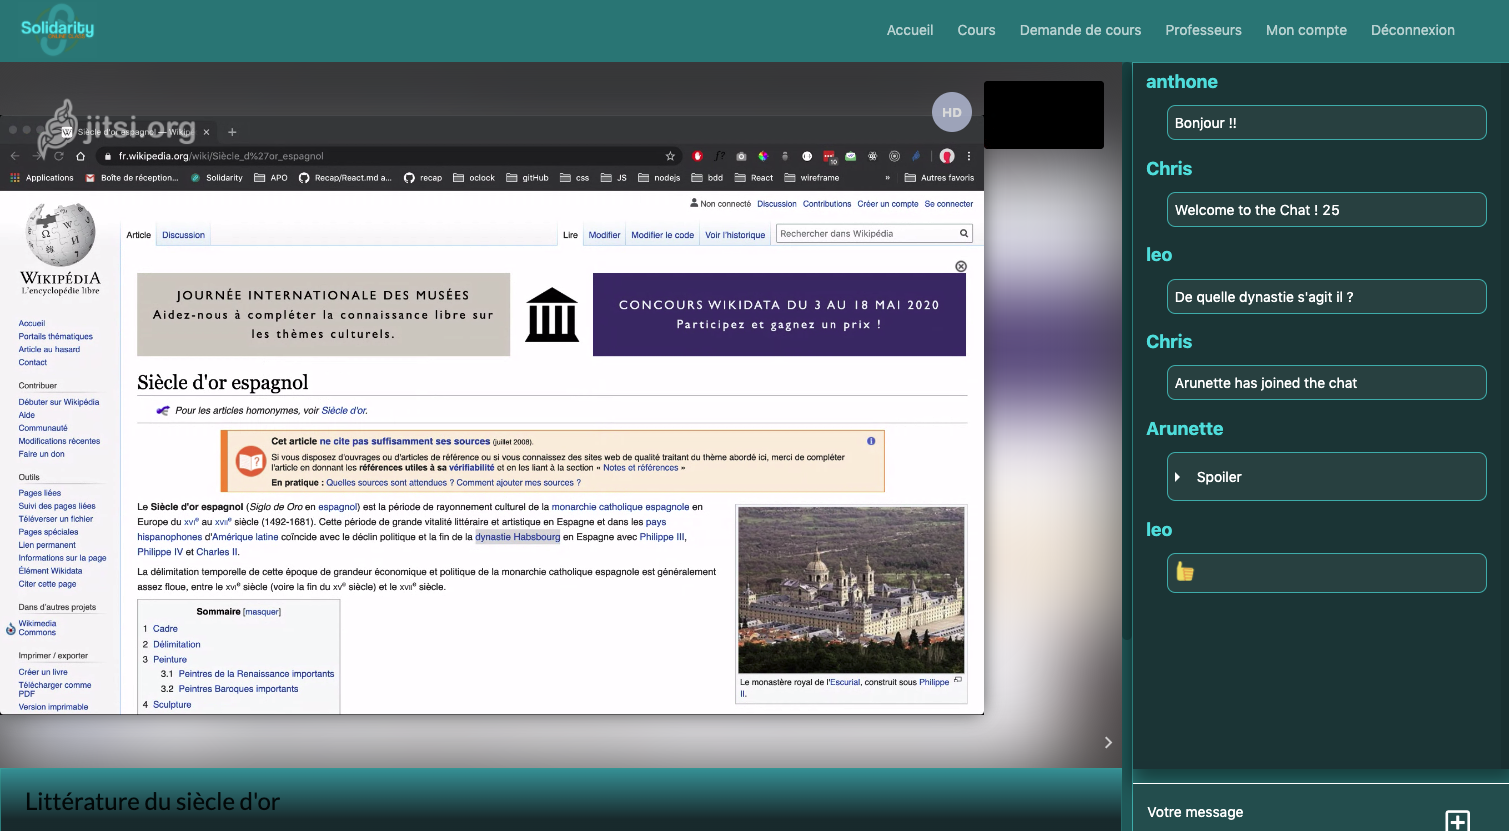 Solidarity
Accueil Cours Demande de cours Professeurs Mon compte Déconnexion
jitsi.org
HD
Siècle d'or espagnol — Wikip
fr.wikipedia.org/wiki/Siècle_d%27or_espagnol
10
Applications Boîte de réception... Solidarity APO Recap/React.md a... recap oclock gitHub css JS nodejs bdd React wireframe » Autres favoris
Non connecté Discussion Contributions Créer un compte Se connecter
Article Discussion Lire Modifier Modifier le code Voir l'historique Rechercher dans Wikipédia
WIKIPÉDIA
L'encyclopédie libre
Accueil
Portails thématiques
Article au hasard
Contact
Contribuer
Débuter sur Wikipédia
Aide
Communauté
Modifications récentes
Faire un don
Outils
Pages liées
Suivi des pages liées
Téléverser un fichier
Pages spéciales
Lien permanent
Informations sur la page
Élément Wikidata
Citer cette page
Dans d'autres projets
Wikimedia
Commons
Imprimer / exporter
Créer un livre
Télécharger comme
PDF
Version imprimable
JOURNÉE INTERNATIONALE DES MUSÉES
Aidez-nous à compléter la connaissance libre sur
les thèmes culturels.
CONCOURS WIKIDATA DU 3 AU 18 MAI 2020
Participez et gagnez un prix !
Siècle d'or espagnol
Pour les articles homonymes, voir Siècle d'or.
Cet article ne cite pas suffisamment ses sources (juillet 2008).
Si vous disposez d'ouvrages ou d'articles de référence ou si vous connaissez des sites web de qualité traitant du thème abordé ici, merci de compléter
l'article en donnant les références utiles à sa vérifiabilité et en les liant à la section « Notes et références »
En pratique : Quelles sources sont attendues ? Comment ajouter mes sources ?
Le Siècle d'or espagnol (Siglo de Oro en espagnol) est la période de rayonnement culturel de la monarchie catholique espagnole en
Europe du XVIe au XVIIe siècle (1492-1681). Cette période de grande vitalité littéraire et artistique en Espagne et dans les pays
hispanophones d'Amérique latine coïncide avec le déclin politique et la fin de la dynastie Habsbourg en Espagne avec Philippe III,
Philippe IV et Charles II.
La délimitation temporelle de cette époque de grandeur économique et politique de la monarchie catholique espagnole est généralement
assez floue, entre le XVIe siècle (voire la fin du XVe siècle) et le XVIIe siècle.
Sommaire [masquer]
1 Cadre
2 Délimitation
3 Peinture
3.1 Peintres de la Renaissance importants
3.2 Peintres Baroques importants
4 Sculpture
Le monastère royal de l'Escurial, construit sous Philippe
II.
Littérature du siècle d'or
anthone
Bonjour !!
Chris
Welcome to the Chat ! 25
leo
De quelle dynastie s'agit il ?
Chris
Arunette has joined the chat
Arunette
Spoiler
leo
Votre message